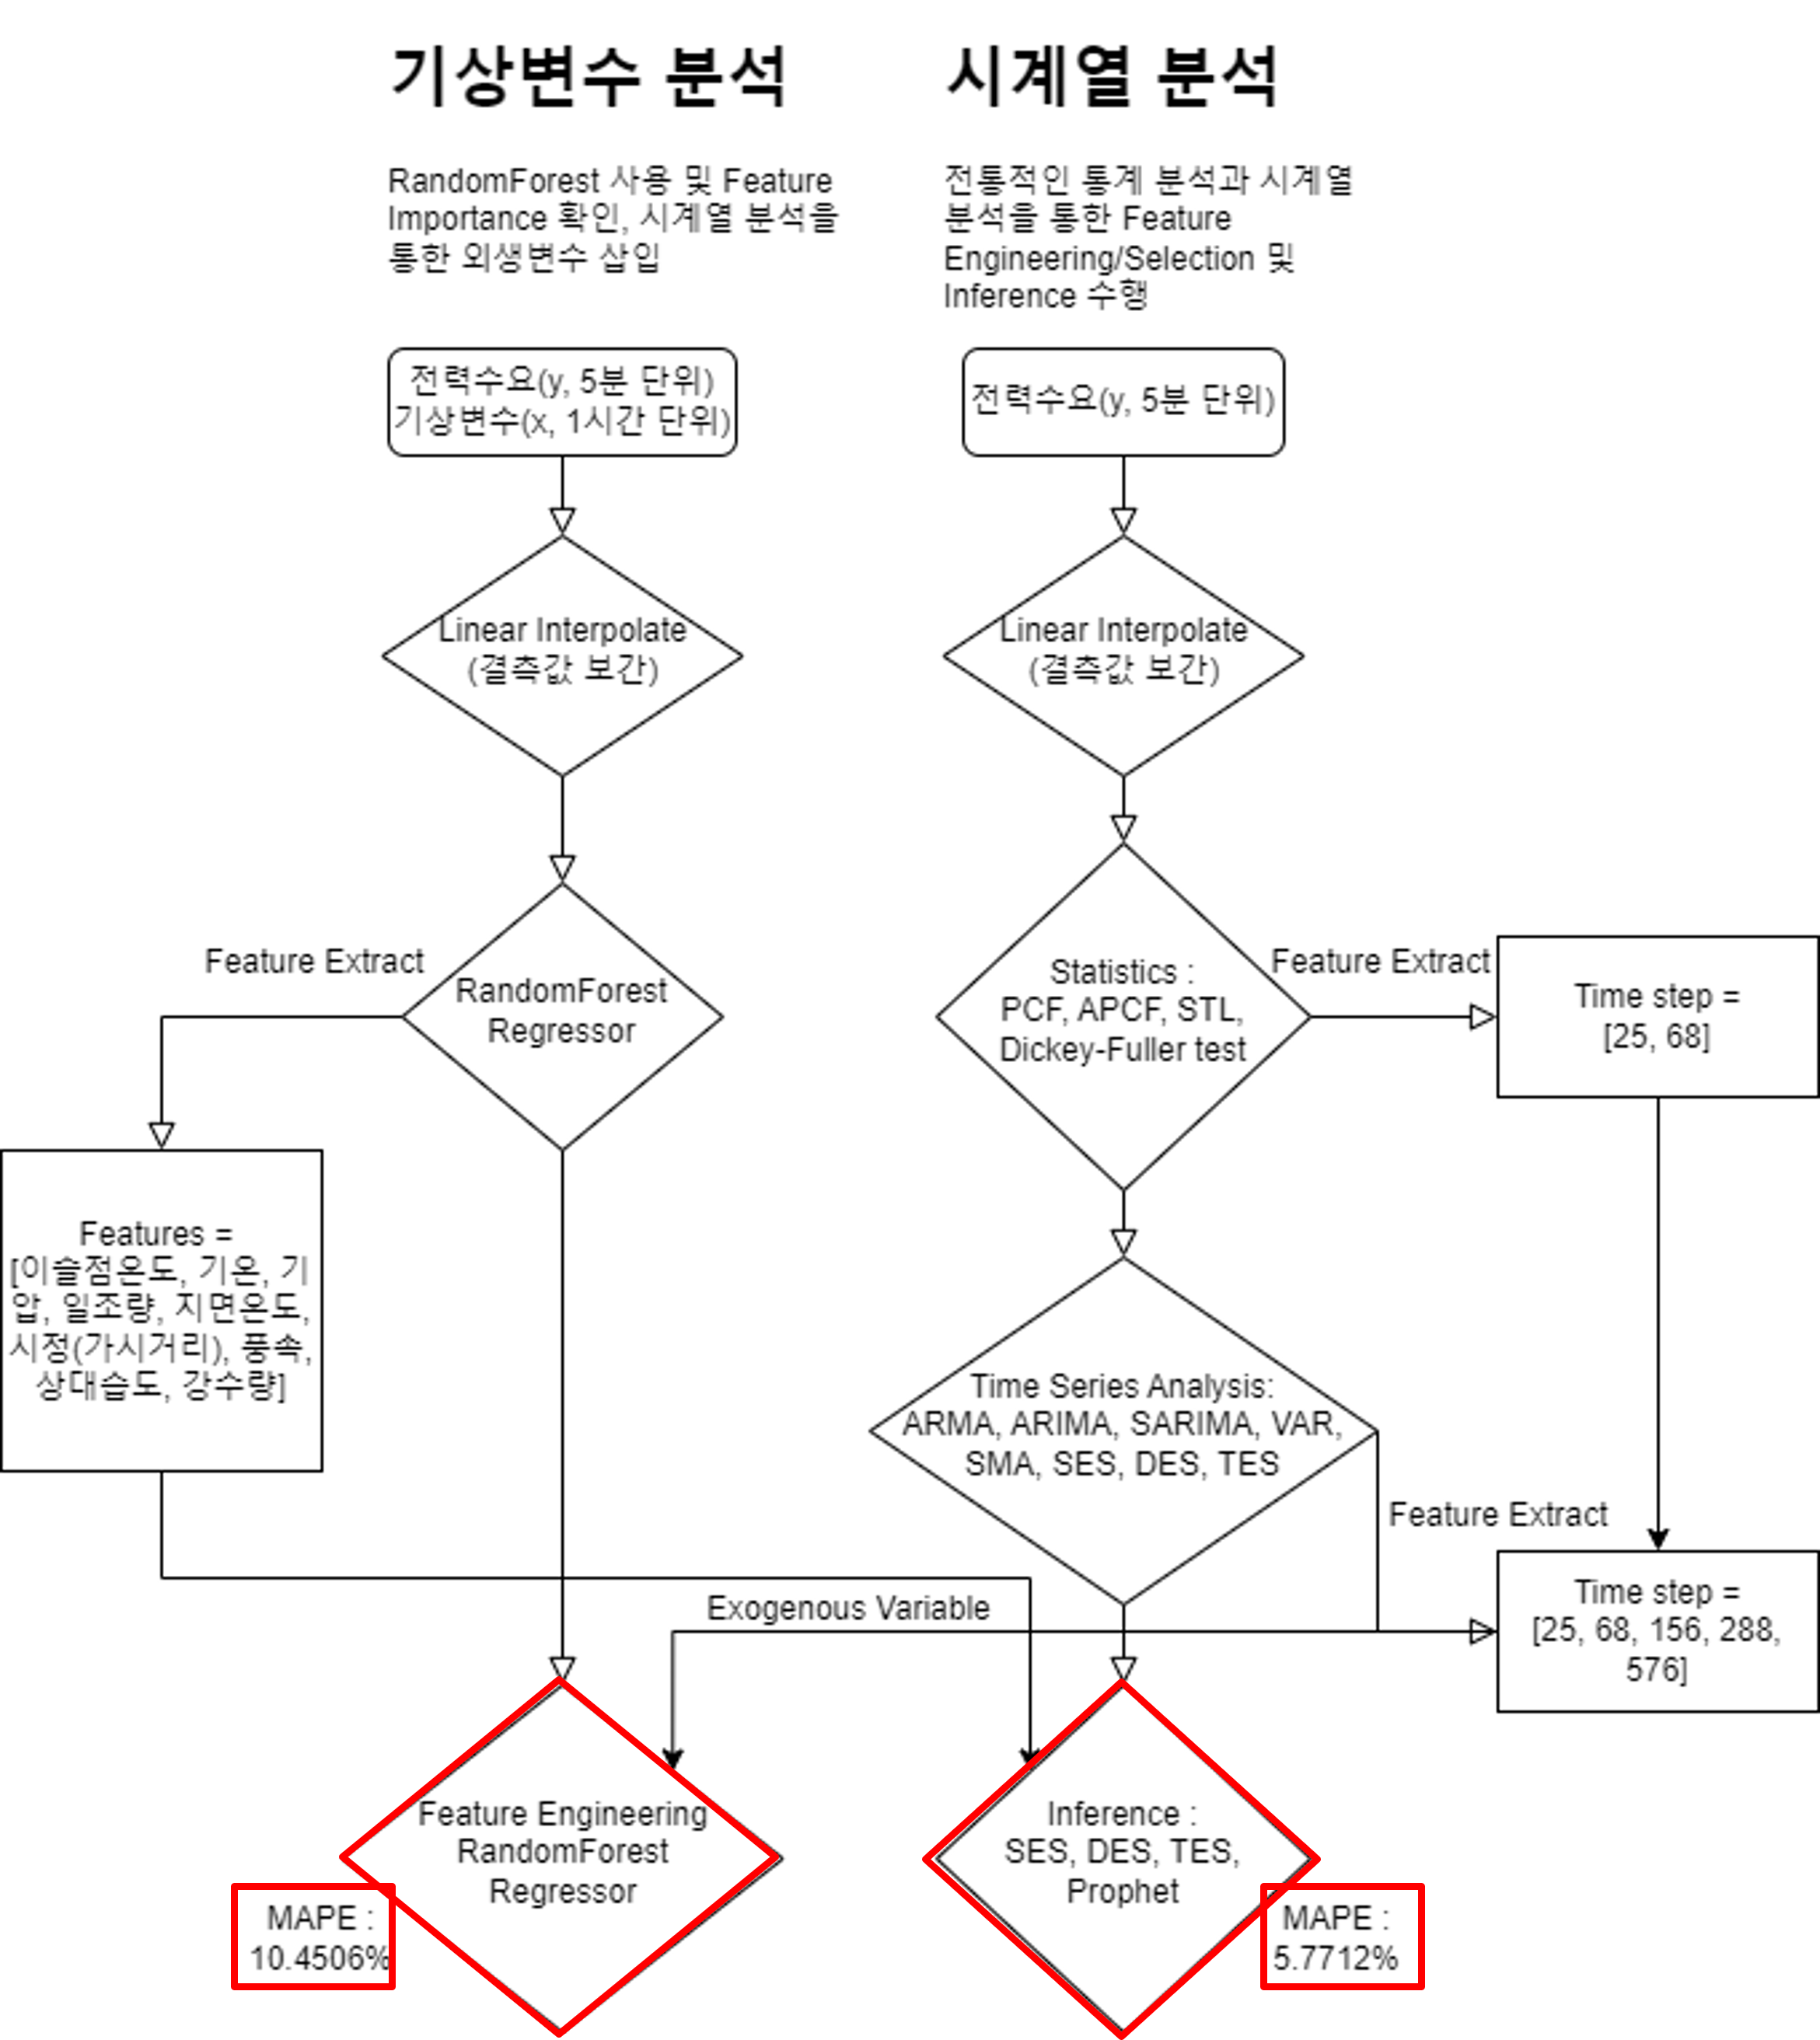 기상변수 분석
RandomForest 사용 및 Feature
Importance 확인, 시계열 분석을
통한 외생변수 삽입
전력수요(y, 5분 단위)
기상변수(x, 1시간 단위)
Linear Interpolate
(결측값 보간)
Feature Extract
RandomForest
Regressor
Features =
[이슬점온도, 기온, 기
압, 일조량, 지면온도,
시정(가시거리), 풍속,
상대습도, 강수량]
Feature Engineering
RandomForest
Regressor
MAPE :
10.4506%
시계열 분석
전통적인 통계 분석과 시계열
분석을 통한 Feature
Engineering/Selection 및
Inference 수행
전력수요(y, 5분 단위)
Linear Interpolate
(결측값 보간)
Statistics :
PCF, APCF, STL,
Dickey-Fuller test
Feature Extract
Time step =
[25, 68]
Time Series Analysis:
ARMA, ARIMA, SARIMA, VAR,
SMA, SES, DES, TES
Feature Extract
Time step =
[25, 68, 156, 288,
576]
Exogenous Variable
Inference :
SES, DES, TES,
Prophet
MAPE :
5.7712%